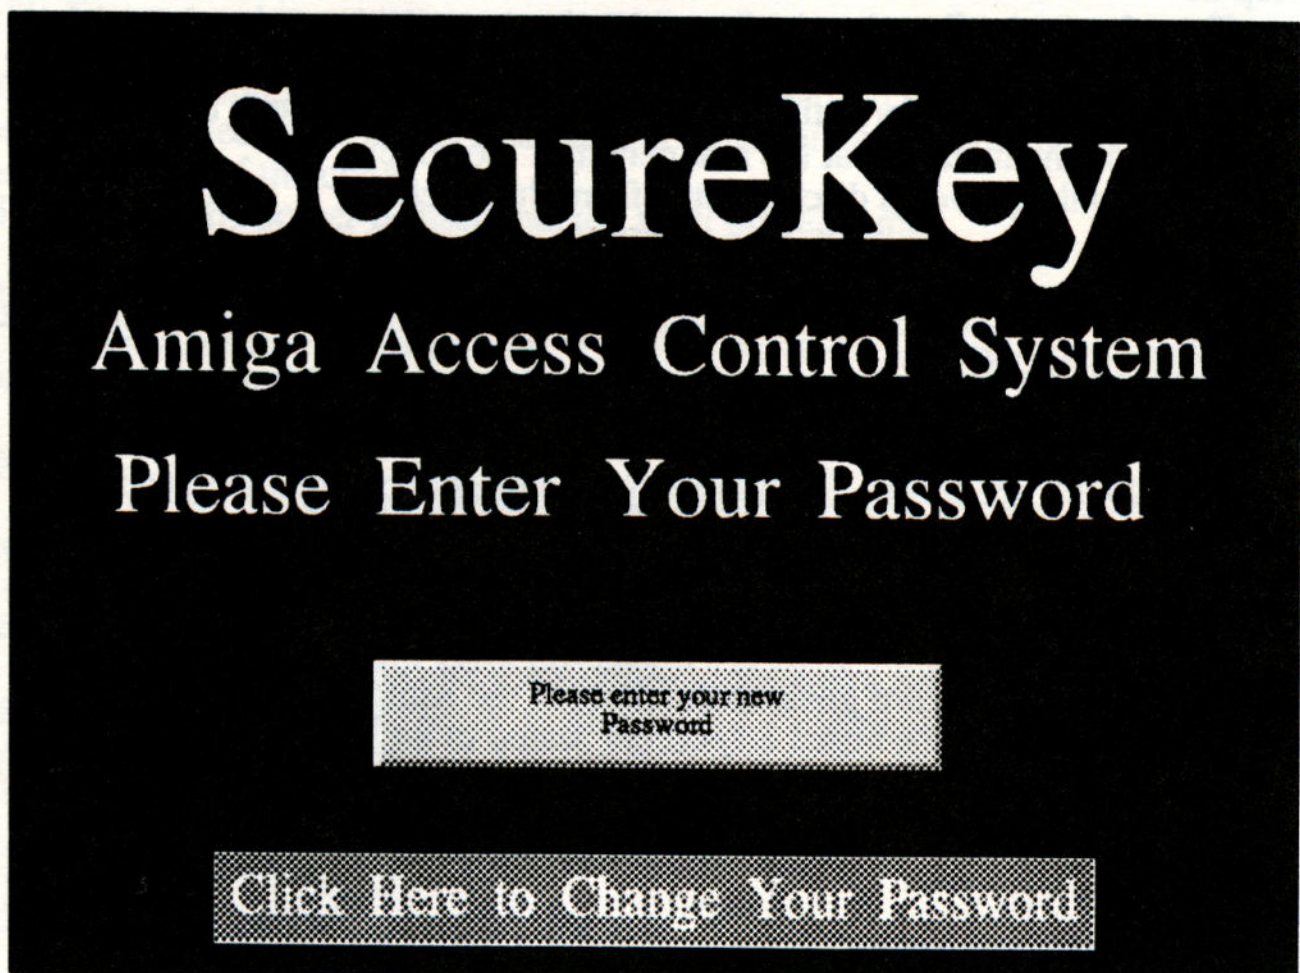 SecureKey
Amiga Access Control System
Please Enter Your Password
Please enter your new
Password
Click Here to Change Your Password